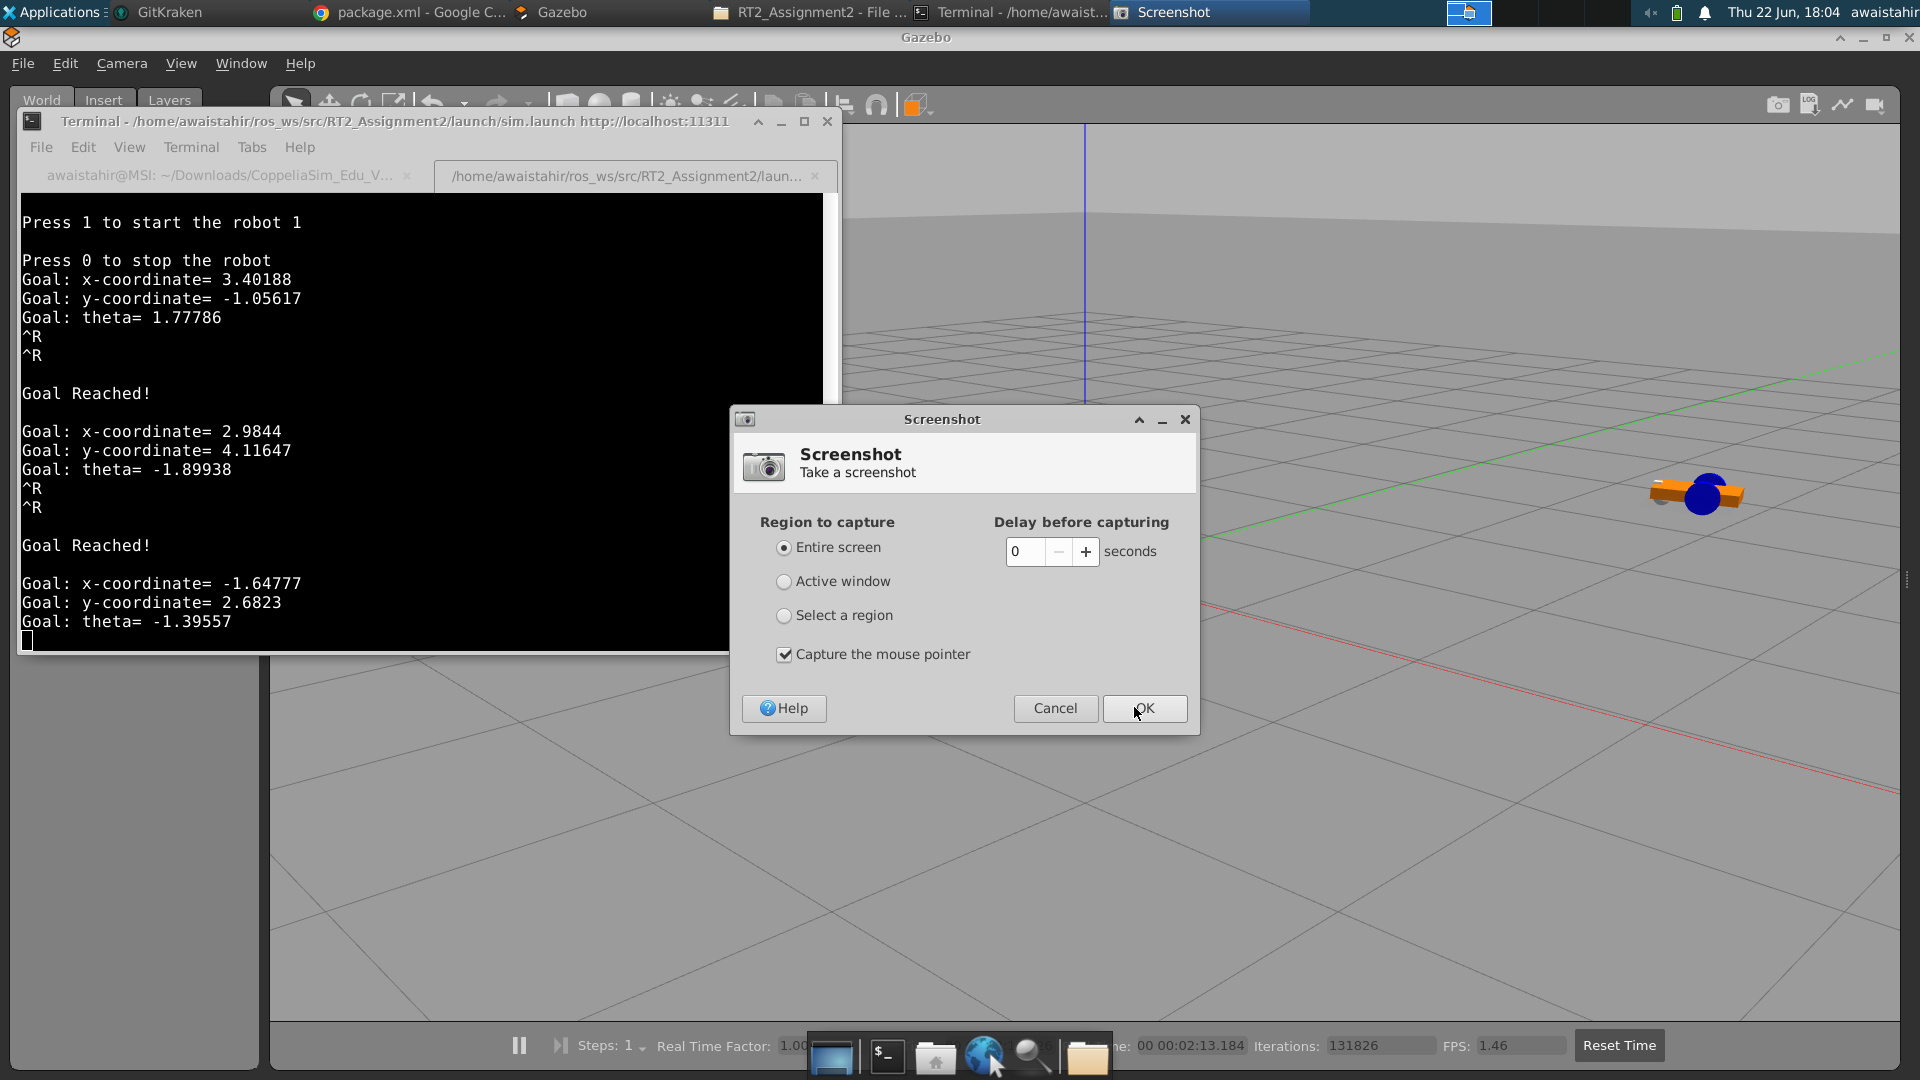 Applications
GitKraken
package.xml - Google C...
Gazebo
RT2_Assignment2 - File ...
Terminal - /home/awaist...
Screenshot
Thu 22 Jun, 18:04
awaistahir
Gazebo
File Edit Camera View Window Help
World Insert Layers
LOG
Terminal - /home/awaistahir/ros_ws/src/RT2_Assignment2/launch/sim.launch http://localhost:11311
File Edit View Terminal Tabs Help
awaistahir@MSI: ~/Downloads/CoppeliaSim_Edu_V...
/home/awaistahir/ros_ws/src/RT2_Assignment2/laun...
Press 1 to start the robot 1
Press 0 to stop the robot
Goal: x-coordinate= 3.40188
Goal: y-coordinate= -1.05617
Goal: theta= 1.77786
^R
^R
Goal Reached!
Goal: x-coordinate= 2.9844
Goal: y-coordinate= 4.11647
Goal: theta= -1.89938
^R
^R
Goal Reached!
Goal: x-coordinate= -1.64777
Goal: y-coordinate= 2.6823
Goal: theta= -1.39557
Screenshot
Screenshot
Take a screenshot
Region to capture
Entire screen
Active window
Select a region
Capture the mouse pointer
Delay before capturing
0 seconds
Help
Cancel
OK
Steps: 1
Real Time Factor: 1.00
00 00:02:13.184
Iterations: 131826
FPS: 1.46
Reset Time